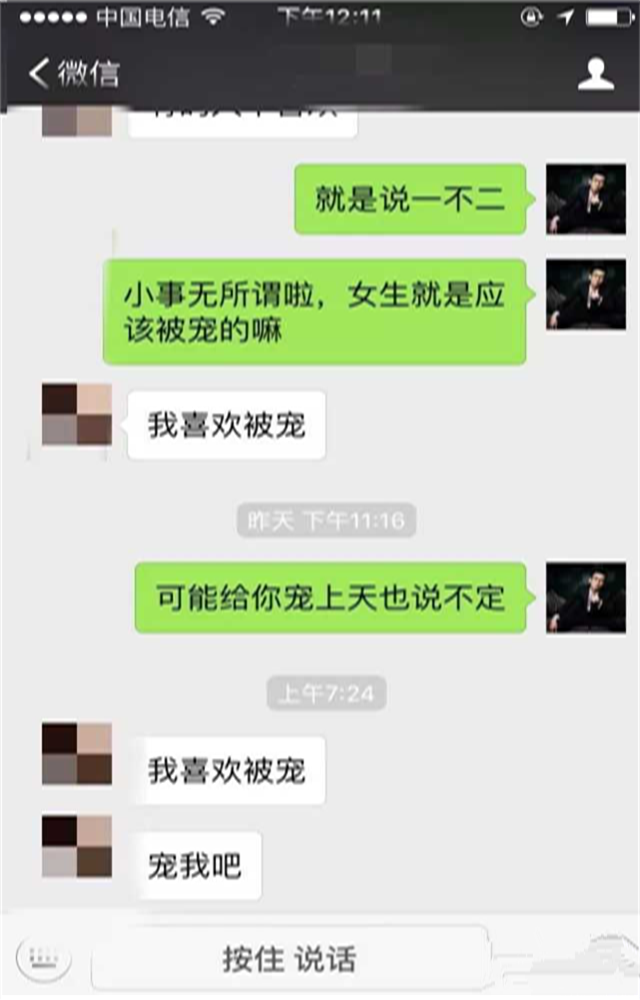 中国电信
下午12:11
微信
就是说一不二
小事无所谓啦，女生就是应
该被宠的嘛
我喜欢被宠
昨天 下午11:16
可能给你宠上天也说不定
上午7:24
我喜欢被宠
宠我吧
按住 说话